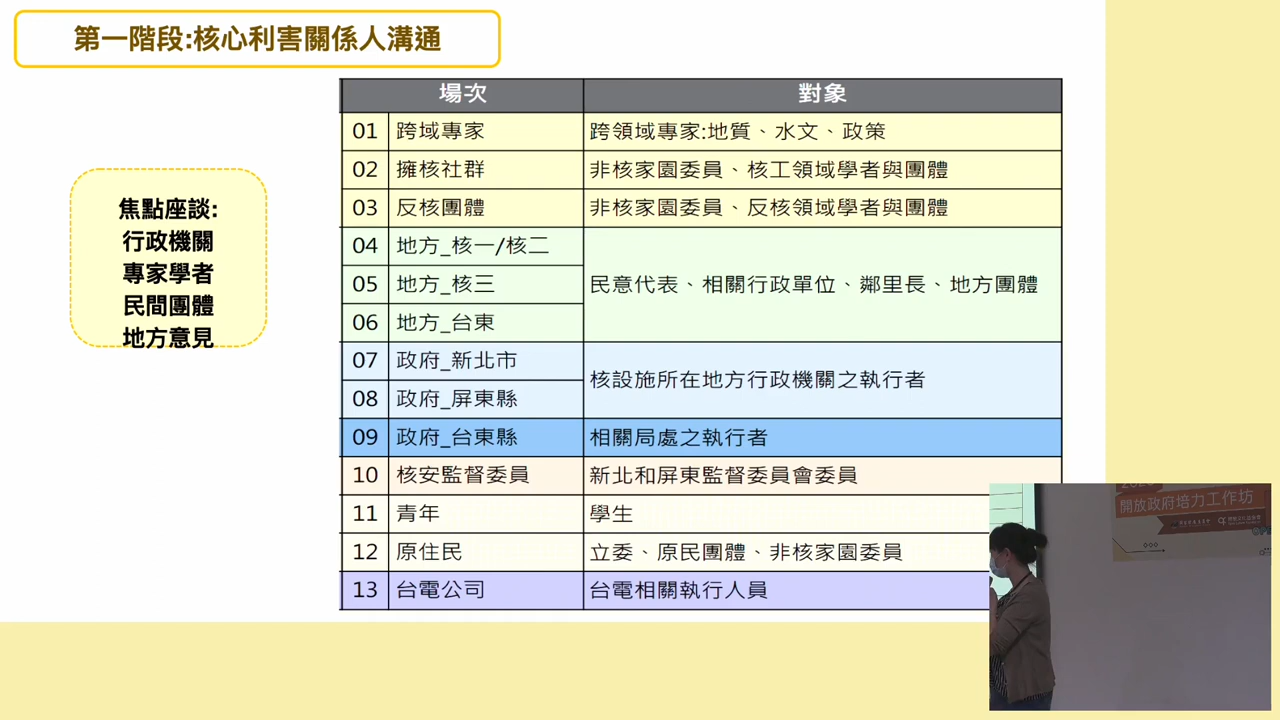 第一階段:核心利害關係人溝通
焦點座談:
行政機關
專家學者
民間團體
地方意見
場次 對象
01 跨域專家 跨領域專家:地質、水文、政策
02 擁核社群 非核家園委員、核工領域學者與團體
03 反核團體 非核家園委員、反核領域學者與團體
04 地方_核一/核二
05 地方_核三 民意代表、相關行政單位、鄰里長、地方團體
06 地方_台東
07 政府_新北市
核設施所在地方行政機關之執行者
08 政府_屏東縣
09 政府_台東縣 相關局處之執行者
10 核安監督委員 新北和屏東監督委員會委員
11 青年 學生
12 原住民 立委、原民團體、非核家園委員
13 台電公司 台電相關執行人員
開放政府培力工作坊